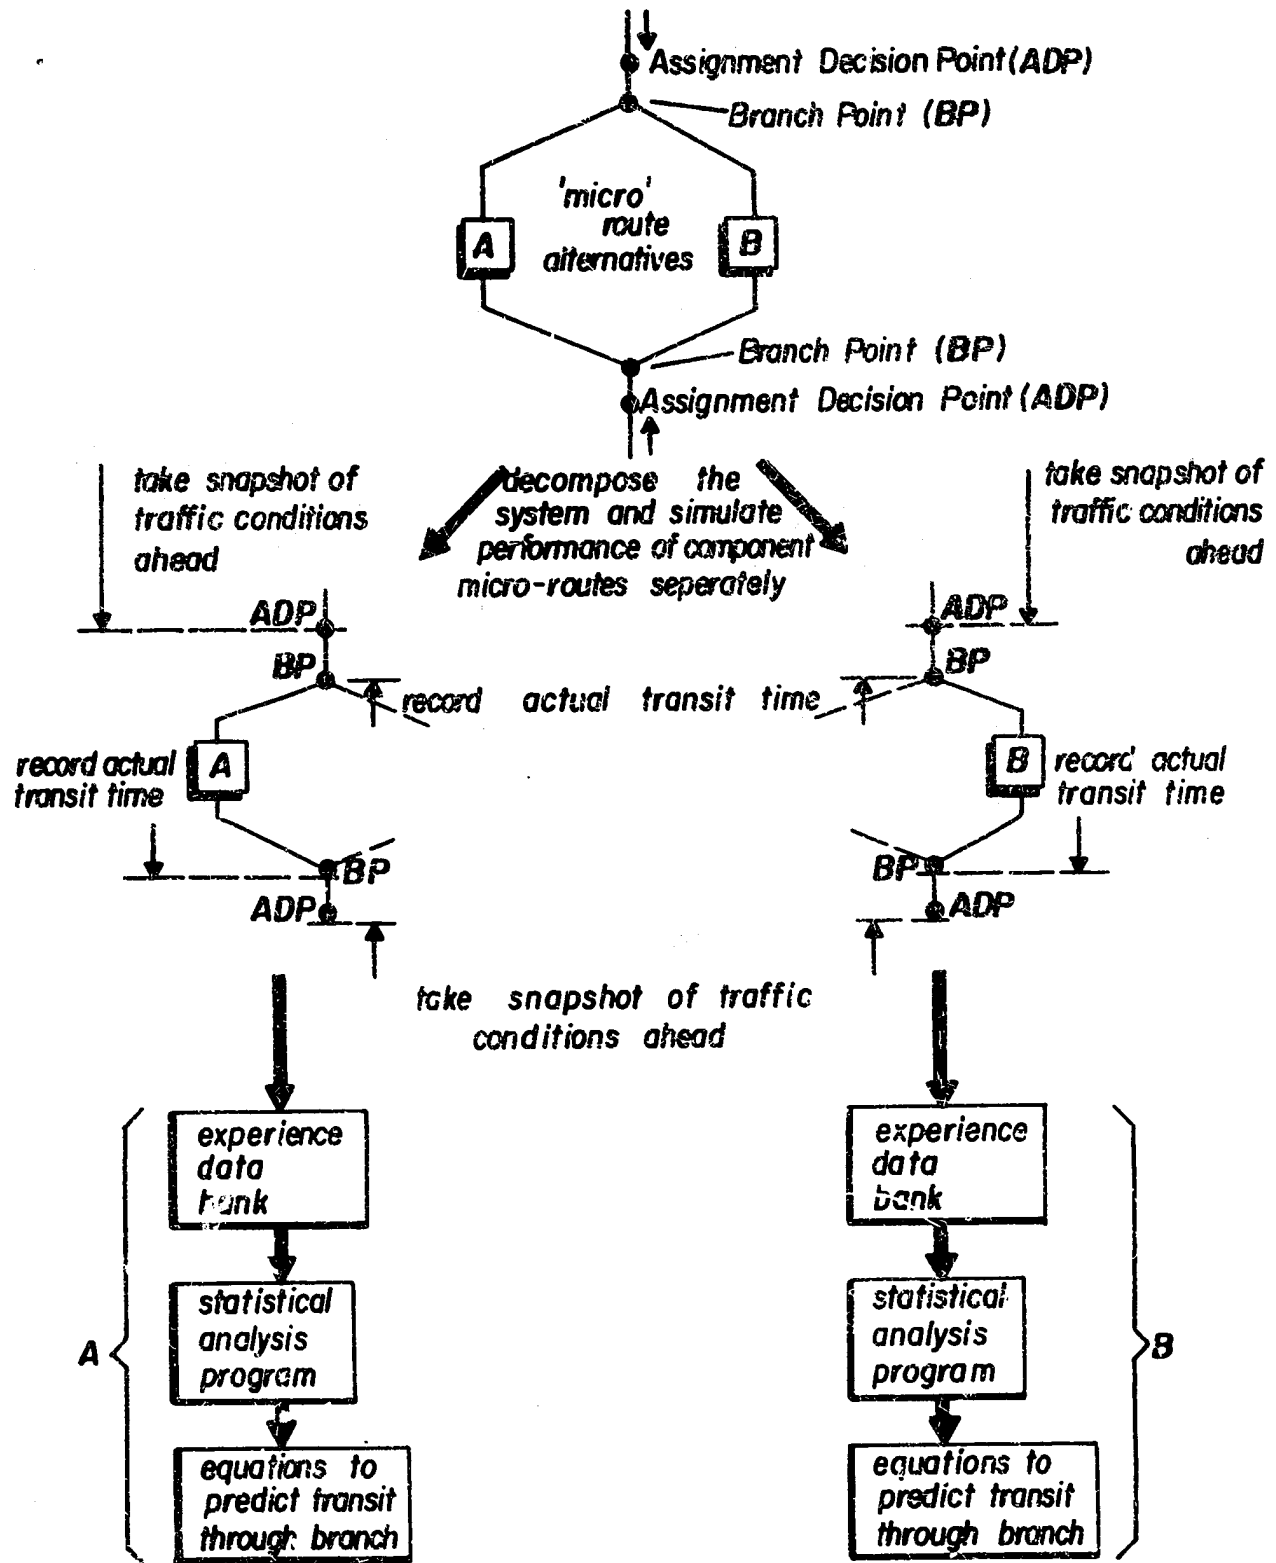 Assignment Decision Point (ADP)
Branch Point (BP)
'micro'
route
alternatives
A
B
Branch Point (BP)
Assignment Decision Point (ADP)
decompose the
system and simulate
performance of component
micro-routes seperately
take snapshot of
traffic conditions
ahead
take snapshot of
traffic conditions
ahead
ADP
BP
ADP
BP
record actual transit time
A
record actual
transit time
B
record actual
transit time
BP
ADP
BP
ADP
take snapshot of traffic
conditions ahead
experience
data
bank
statistical
analysis
program
equations to
predict transit
through branch
A
experience
data
bank
statistical
analysis
program
equations to
predict transit
through branch
B